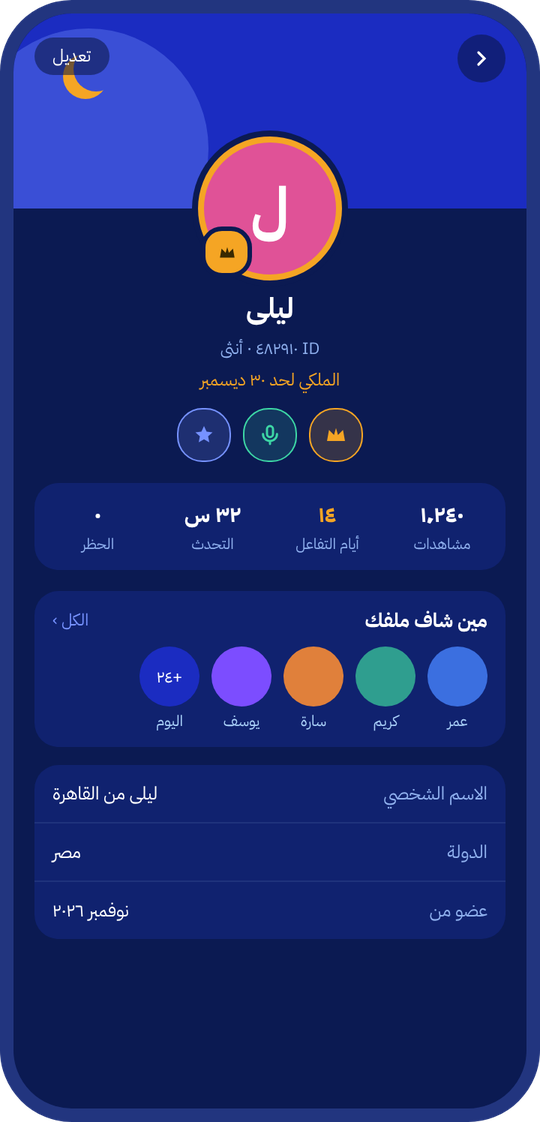 تعديل
ل
ليلى
ID ٤٨٢٩١٠ · أنثى
الملكي لحد ٣٠ ديسمبر
١,٢٤٠ ١٤ ٣٢ س ٠
مشاهدات أيام التفاعل التحدث الحظر
مين شاف ملفك الكل ›
+٢٤
عمر كريم سارة يوسف اليوم
الاسم الشخصي ليلى من القاهرة
الدولة مصر
عضو من نوفمبر ٢٠٢٦